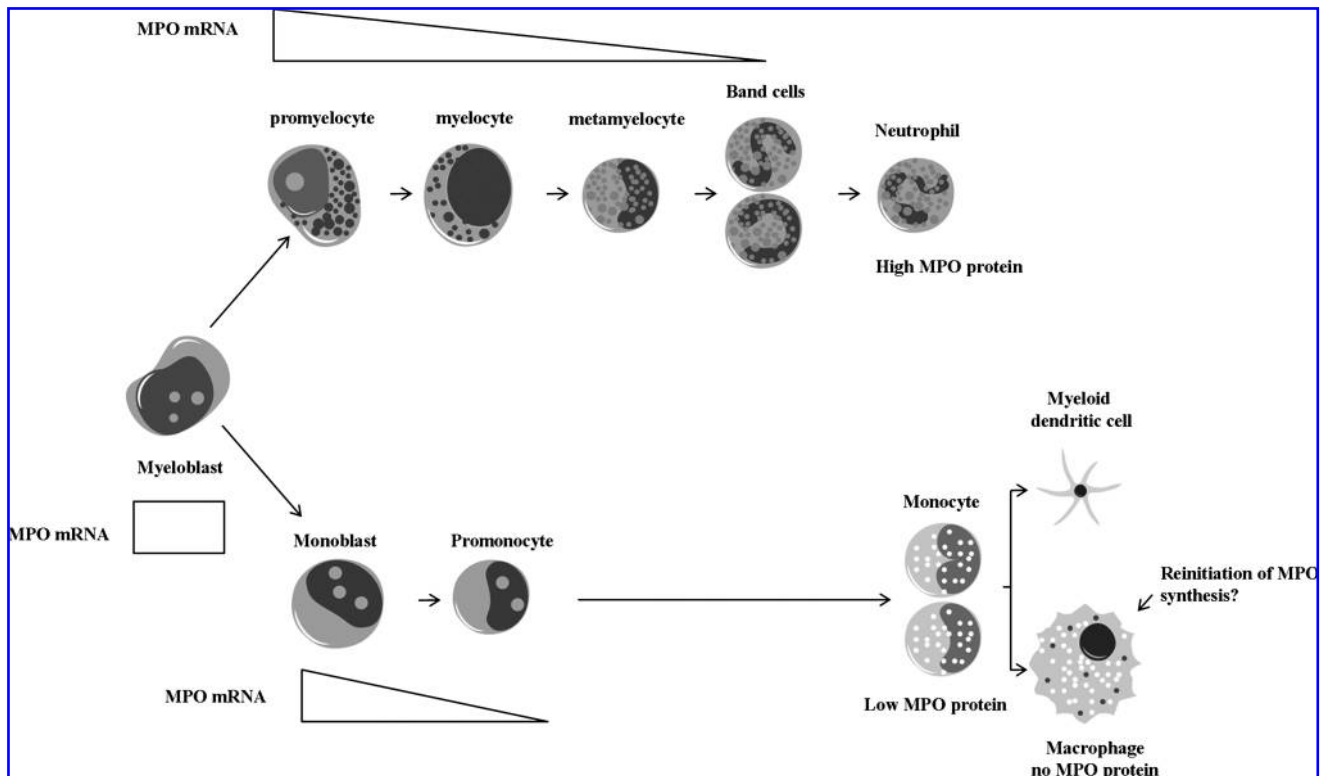 MPO mRNA
promyelocyte
myelocyte
metamyelocyte
Band cells
Neutrophil
High MPO protein
Myeloblast
MPO mRNA
Monoblast
Promonocyte
MPO mRNA
Monocyte
Low MPO protein
Myeloid
dendritic cell
Reinitiation of MPO
synthesis?
Macrophage
no MPO protein